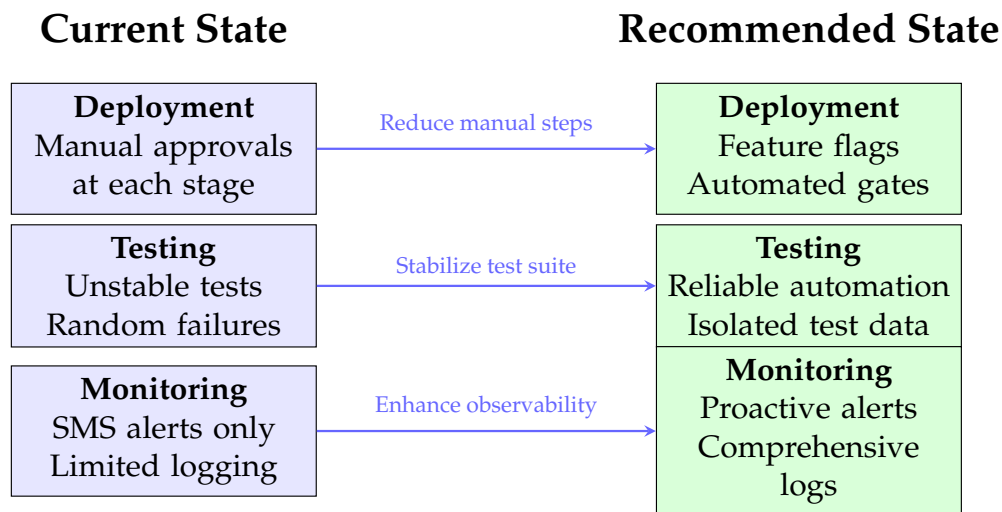 Current State
Recommended State
Deployment
Manual approvals
at each stage
Reduce manual steps
Deployment
Feature flags
Automated gates
Testing
Unstable tests
Random failures
Stabilize test suite
Testing
Reliable automation
Isolated test data
Monitoring
SMS alerts only
Limited logging
Enhance observability
Monitoring
Proactive alerts
Comprehensive
logs